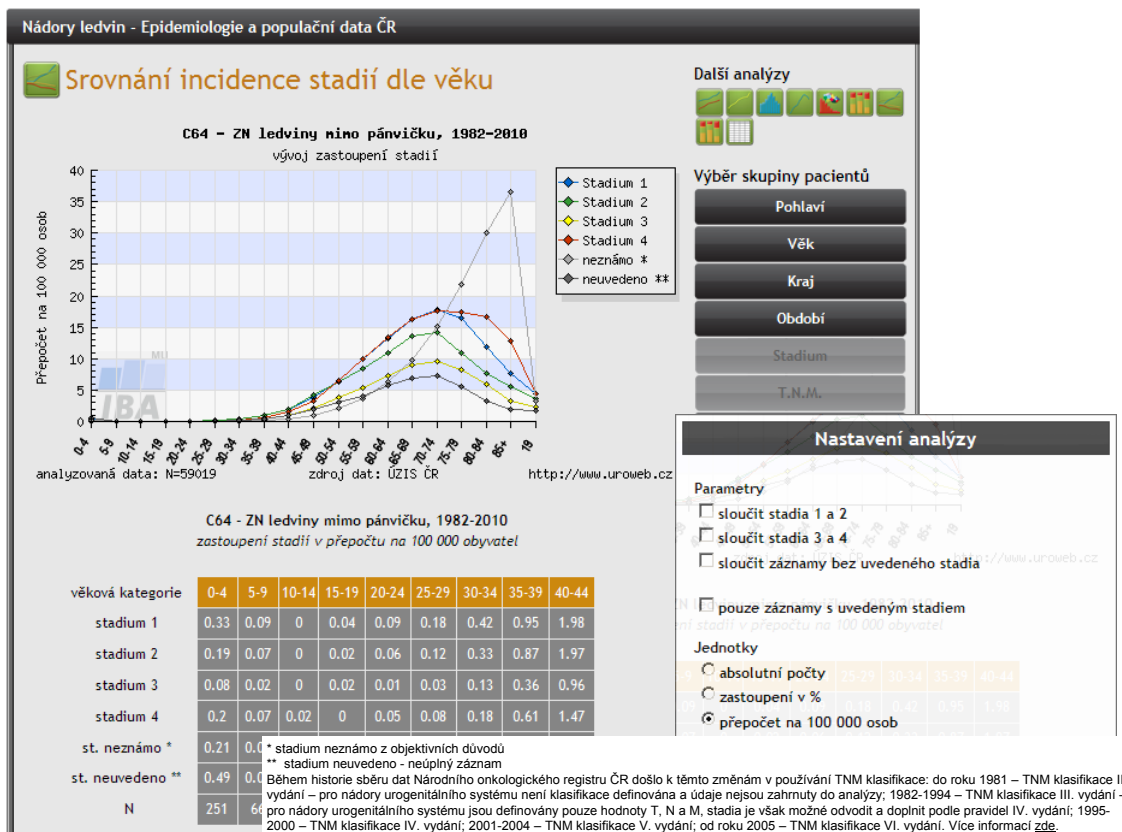 Nádory ledvin - Epidemiologie a populační data ČR
Srovnání incidence stadií dle věku
C64 - ZN ledviny mimo pánvičku, 1982-2010
vývoj zastoupení stadií
Přepočet na 100 000 osob
40
35
30
25
20
15
10
5
0
0-4 5-9 10-14 15-19 20-24 25-29 30-34 35-39 40-44 45-49 50-54 55-59 60-64 65-69 70-74 75-79 80-84 85+ 19
Stadium 1
Stadium 2
Stadium 3
Stadium 4
neznámo *
neuvedeno **
MU
IBA
analyzovaná data: N=59019 zdroj dat: ÚZIS ČR http://www.uroweb.cz
C64 - ZN ledviny mimo pánvičku, 1982-2010
zastoupení stadií v přepočtu na 100 000 obyvatel
věková kategorie 0-4 5-9 10-14 15-19 20-24 25-29 30-34 35-39 40-44
stadium 1 0.33 0.09 0 0.04 0.09 0.18 0.42 0.95 1.98
stadium 2 0.19 0.07 0 0.02 0.06 0.12 0.33 0.87 1.97
stadium 3 0.08 0.02 0 0.02 0.01 0.03 0.13 0.36 0.96
stadium 4 0.2 0.07 0.02 0 0.05 0.08 0.18 0.61 1.47
st. neznámo * 0.21
st. neuvedeno ** 0.49
N 251
Další analýzy
Výběr skupiny pacientů
Pohlaví
Věk
Kraj
Období
Stadium
T.N.M.
Nastavení analýzy
Parametry
sloučit stadia 1 a 2
sloučit stadia 3 a 4
sloučit záznamy bez uvedeného stadia
pouze záznamy s uvedeným stadiem
Jednotky
absolutní počty
zastoupení v %
přepočet na 100 000 osob
* stadium neznámo z objektivních důvodů
** stadium neuvedeno - neúplný záznam
Během historie sběru dat Národního onkologického registru ČR došlo k těmto změnám v používání TNM klasifikace: do roku 1981 – TNM klasifikace II.
vydání – pro nádory urogenitálního systému není klasifikace definována a údaje nejsou zahrnuty do analýzy; 1982-1994 – TNM klasifikace III. vydání –
pro nádory urogenitálního systému jsou definovány pouze hodnoty T, N a M, stadia je však možné odvodit a doplnit podle pravidel IV. vydání; 1995-
2000 – TNM klasifikace IV. vydání; 2001-2004 – TNM klasifikace V. vydání; od roku 2005 – TNM klasifikace VI. vydání. Více informací zde.